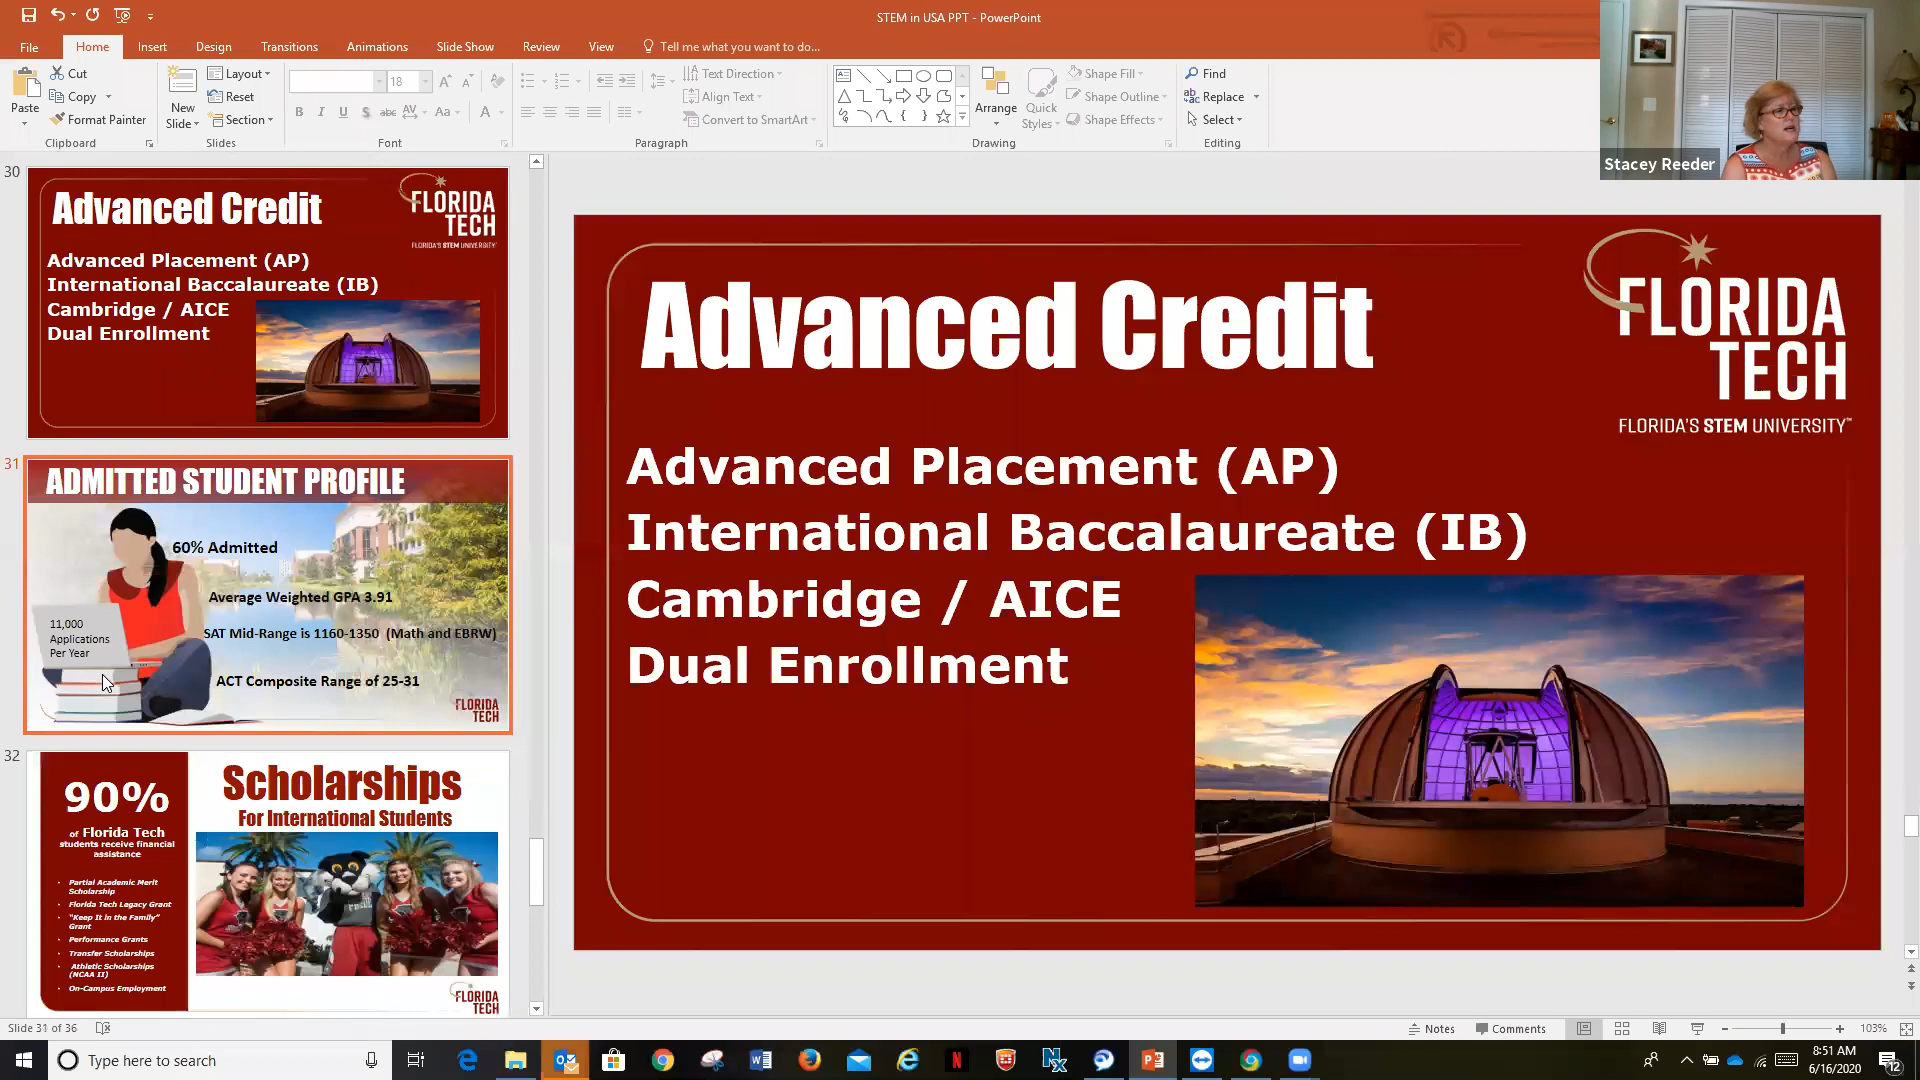 STEM in USA PPT - PowerPoint
File
Home
Insert
Design
Transitions
Animations
Slide Show
Review
View
Tell me what you want to do...
Paste
Cut
Copy
Format Painter
Clipboard
New
Slide
Layout
Reset
Section
Slides
18
Font
Text Direction
Align Text
Convert to SmartArt
Paragraph
Arrange
Quick
Styles
Shape Fill
Shape Outline
Shape Effects
Drawing
Find
Replace
Select
Editing
Stacey Reeder
30
Advanced Credit
FLORIDA
TECH
FLORIDA'S STEM UNIVERSITY
Advanced Placement (AP)
International Baccalaureate (IB)
Cambridge / AICE
Dual Enrollment
31
ADMITTED STUDENT PROFILE
60% Admitted
Average Weighted GPA 3.91
11,000
Applications
Per Year
SAT Mid-Range is 1160-1350 (Math and EBRW)
ACT Composite Range of 25-31
FLORIDA
TECH
32
90%
of Florida Tech
students receive financial
assistance
• Partial Academic Merit
Scholarship
• Florida Tech Legacy Grant
• "Keep It in the Family"
Grant
• Performance Grants
• Transfer Scholarships
• Athletic Scholarships
(NCAA II)
• On-Campus Employment
Scholarships
For International Students
FLORIDA
TECH
Advanced Credit
FLORIDA
TECH
FLORIDA'S STEM UNIVERSITY™
Advanced Placement (AP)
International Baccalaureate (IB)
Cambridge / AICE
Dual Enrollment
Slide 31 of 36
Notes
Comments
103%
Type here to search
8:51 AM
6/16/2020
12